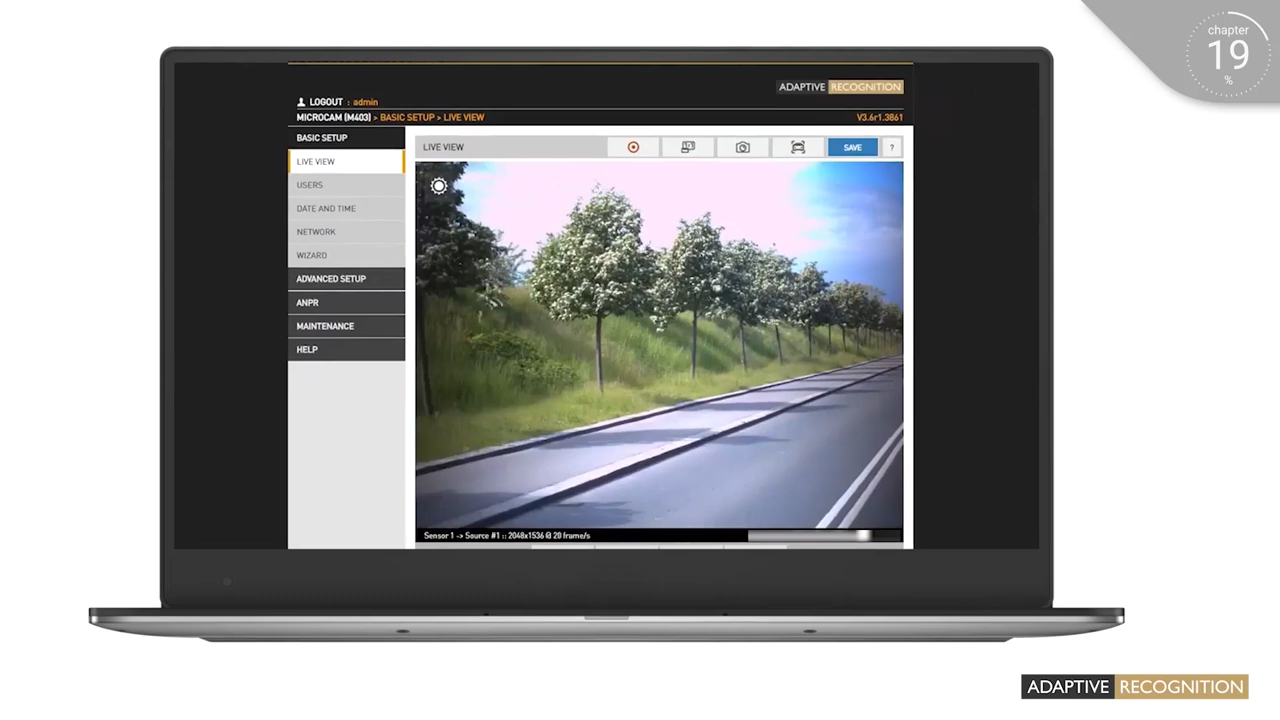 chapter
19
%
ADAPTIVE RECOGNITION
LOGOUT : admin
MICROCAM (M403) > BASIC SETUP > LIVE VIEW
V3.6r1.3861
BASIC SETUP
LIVE VIEW
USERS
DATE AND TIME
NETWORK
WIZARD
ADVANCED SETUP
ANPR
MAINTENANCE
HELP
LIVE VIEW
SAVE
?
Sensor 1 -> Source #1 :: 2048x1536 @ 20 frame/s
ADAPTIVE RECOGNITION